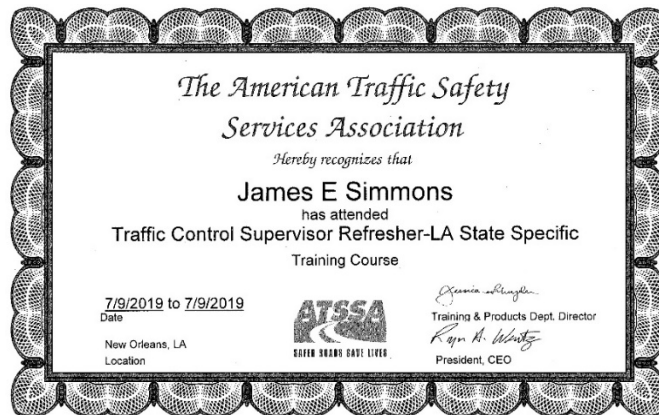 The American Traffic Safety
Services Association
Hereby recognizes that
James E Simmons
has attended
Traffic Control Supervisor Refresher-LA State Specific
Training Course
7/9/2019 to 7/9/2019
Date
New Orleans, LA
Location
ATSSA
SAFER ROADS SAVE LIVES
Training & Products Dept. Director
President, CEO